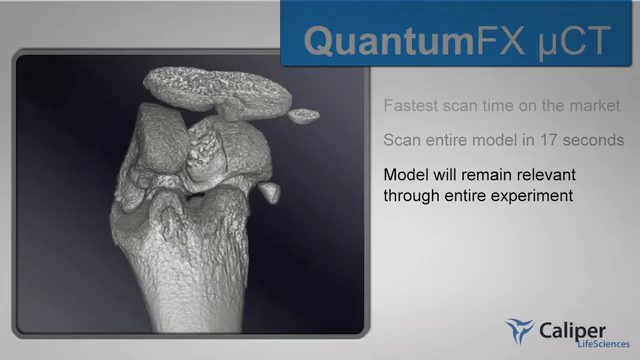 QuantumFX µCT
Fastest scan time on the market
Scan entire model in 17 seconds
Model will remain relevant
through entire experiment
Caliper
LifeSciences